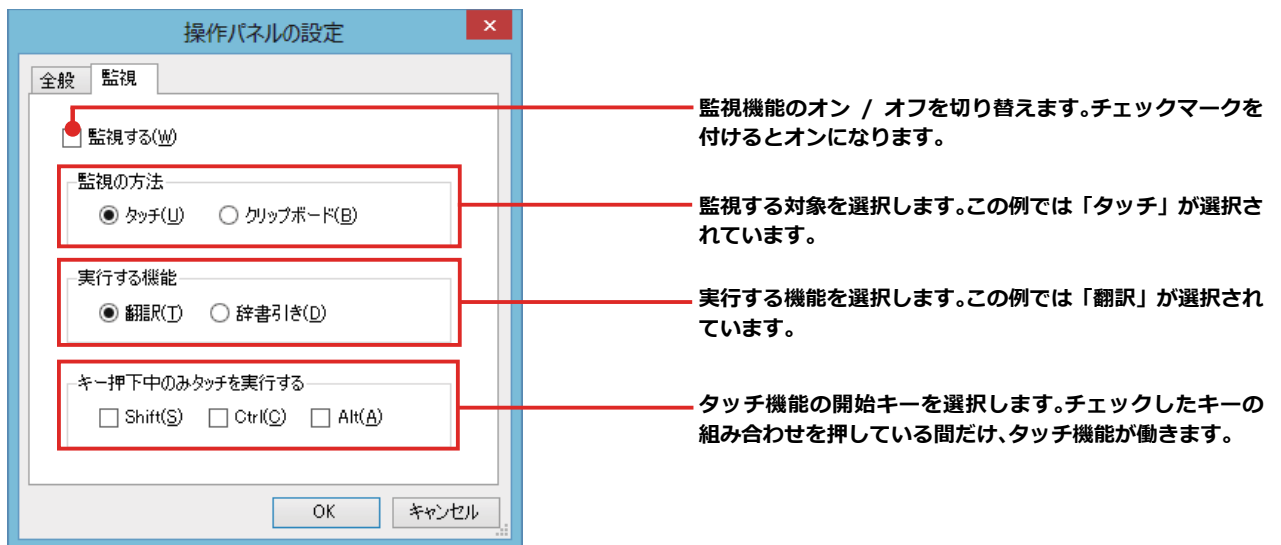 操作パネルの設定
全般 監視
監視する(W)
監視の方法
タッチ(U) クリップボード(B)
実行する機能
翻訳(T) 辞書引き(D)
キー押下中のみタッチを実行する
Shift(S) Ctrl(C) Alt(A)
OK キャンセル
監視機能のオン / オフを切り替えます。チェックマークを
付けるとオンになります。
監視する対象を選択します。この例では「タッチ」が選択さ
れています。
実行する機能を選択します。この例では「翻訳」が選択され
ています。
タッチ機能の開始キーを選択します。チェックしたキーの
組み合わせを押している間だけ、タッチ機能が働きます。